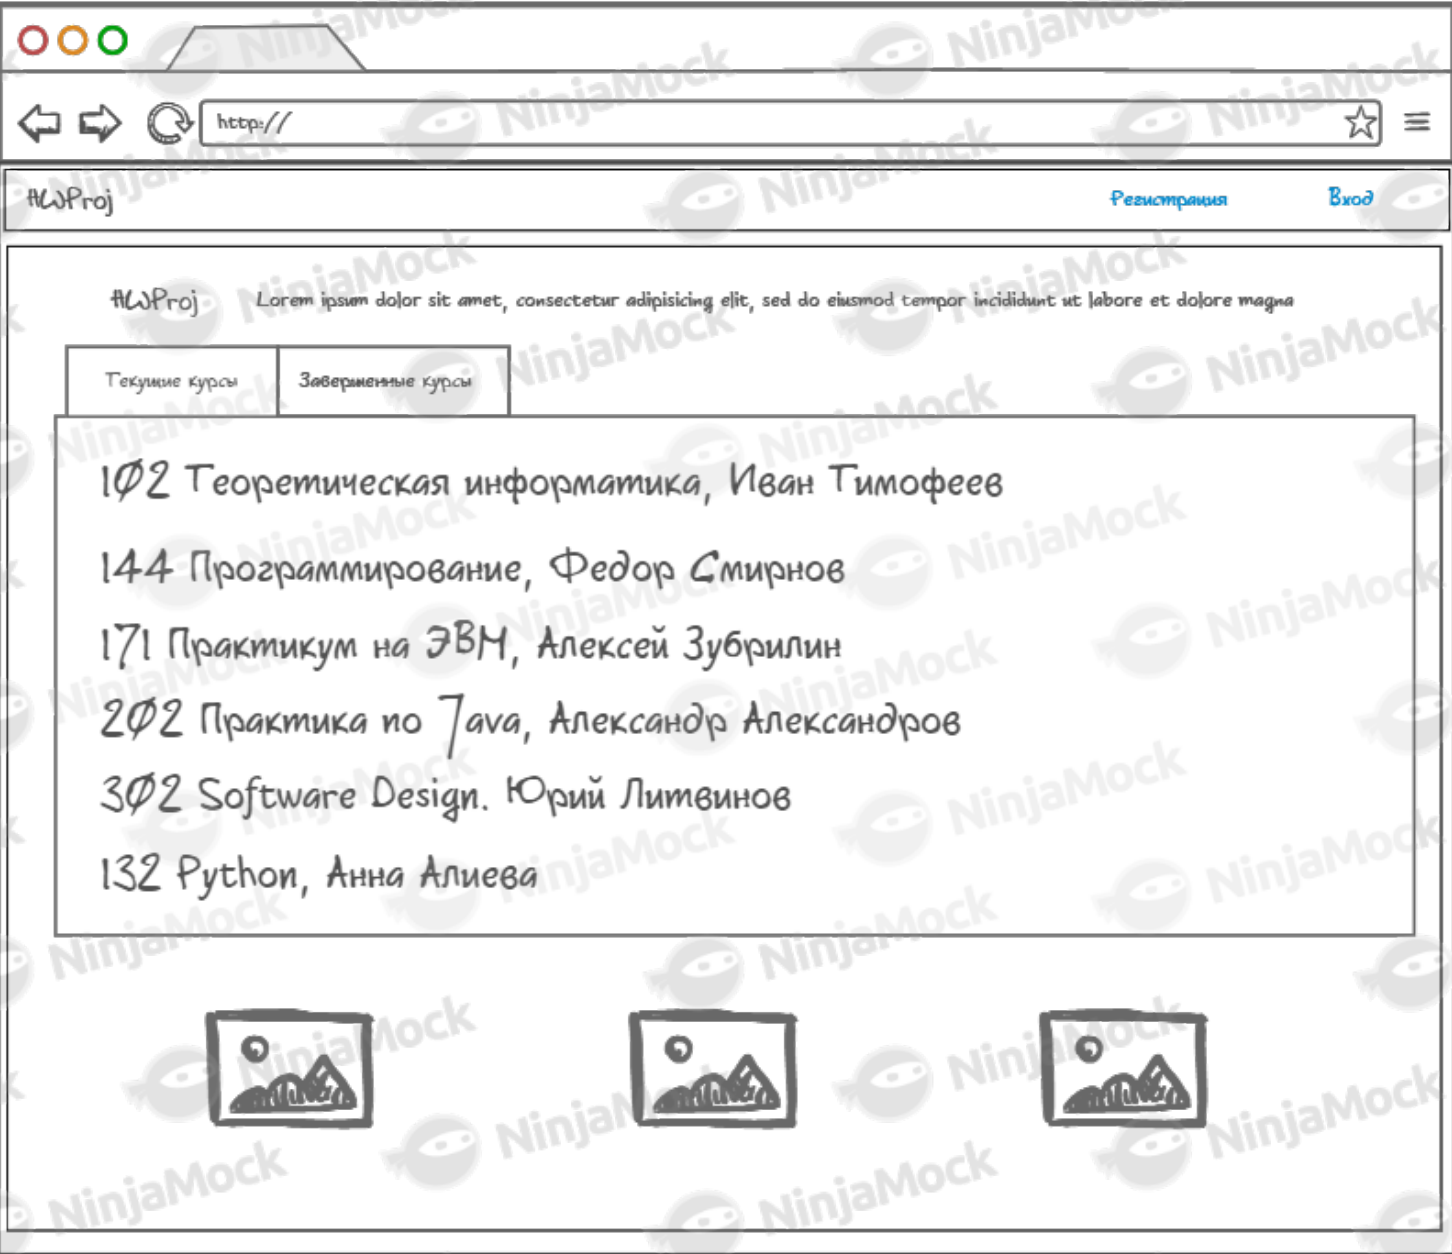 http://
HWProj
Регистрация
Вход
HWProj
Lorem ipsum dolor sit amet, consectetur adipisicing elit, sed do eiusmod tempor incididunt ut labore et dolore magna
Текущие курсы
Завершенные курсы
102 Теоретическая информатика, Иван Тимофеев
144 Программирование, Федор Смирнов
171 Практикум на ЭВМ, Алексей Зубрилин
202 Практика по Java, Александр Александров
302 Software Design. Юрий Литвинов
132 Python, Анна Алиева
NinjaMock